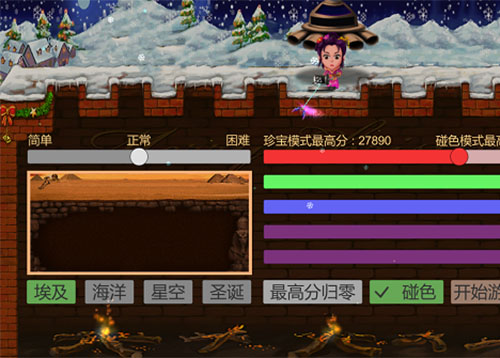 简单 正常 困难 珍宝模式最高分 : 27890 碰色模式最高
埃及 海洋 星空 圣诞 最高分归零 ✓ 碰色 开始游